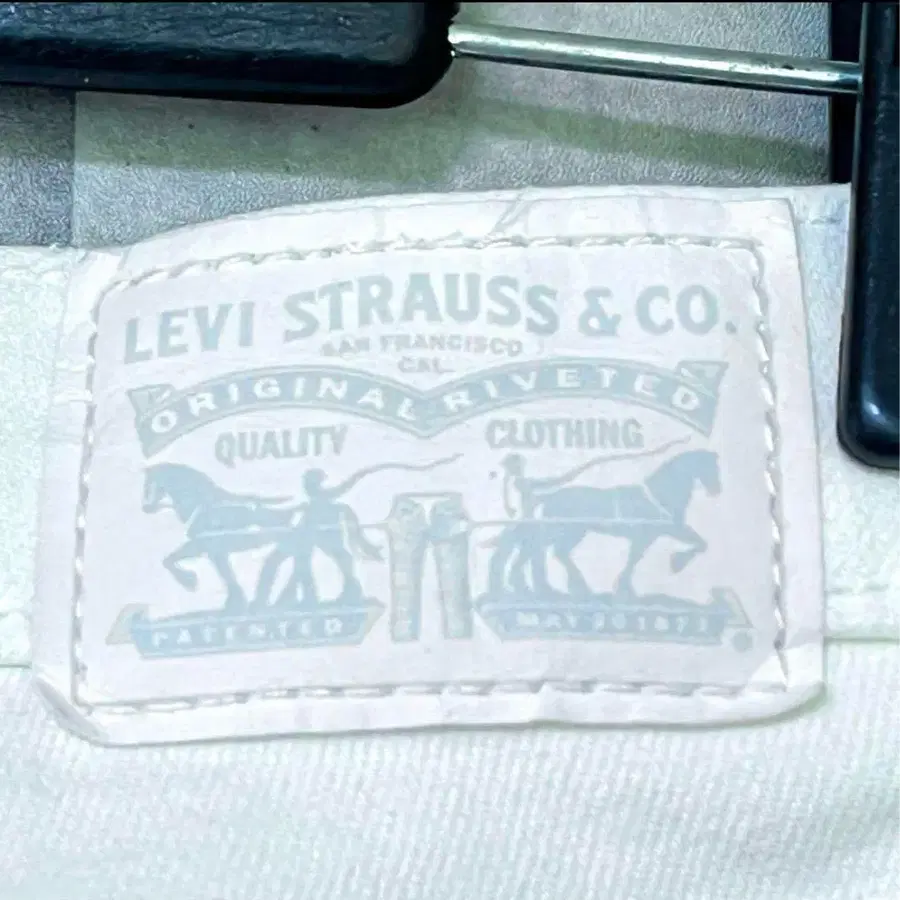 LEVI STRAUSS & CO.
SAN FRANCISCO
CAL.
ORIGINAL RIVETED
QUALITY CLOTHING
PATENTED MAY 20 1873
®